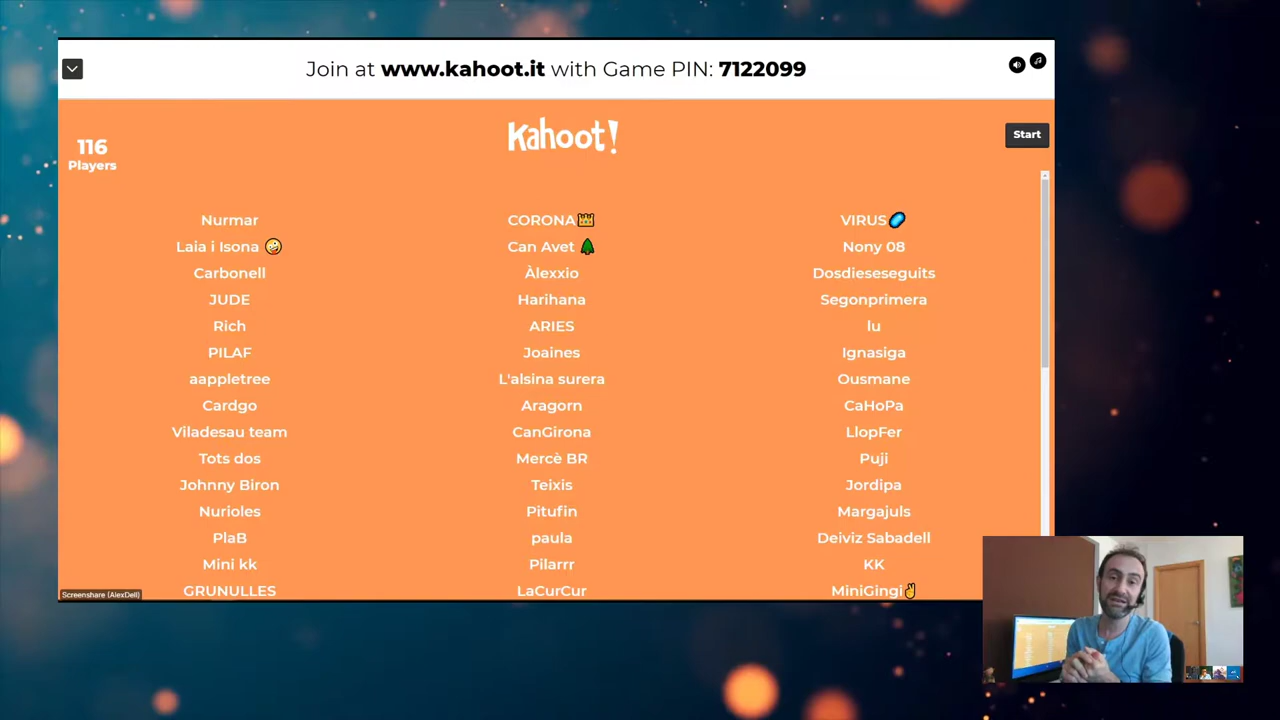 Join at www.kahoot.it with Game PIN: 7122099
116
Players
Kahoot!
Start
Nurmar
CORONA👑
VIRUS🦠
Laia i Isona 🤪
Can Avet 🌲
Nony 08
Carbonell
Àlexxio
Dosdieseseguits
JUDE
Harihana
Segonprimera
Rich
ARIES
PILAF
Joaines
Ignasiga
aappletree
L'alsina surera
Ousmane
Cardgo
Aragorn
CaHoPa
Viladesau team
CanGirona
LlopFer
Tots dos
Mercè BR
Puji
Johnny Biron
Teixis
Jordipa
Nurioles
Pitufin
Margajuls
PlaB
paula
Deiviz Sabadell
Mini kk
Pilarrr
KK
GRUNULLES
LaCurCur
MiniGingi✌
Screenshare (AlexDell)